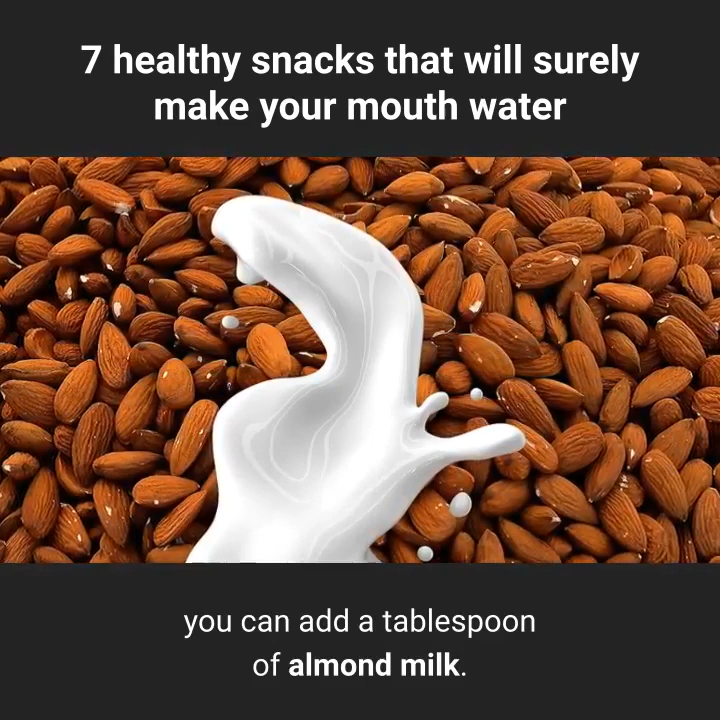 7 healthy snacks that will surely
make your mouth water
you can add a tablespoon
of almond milk.